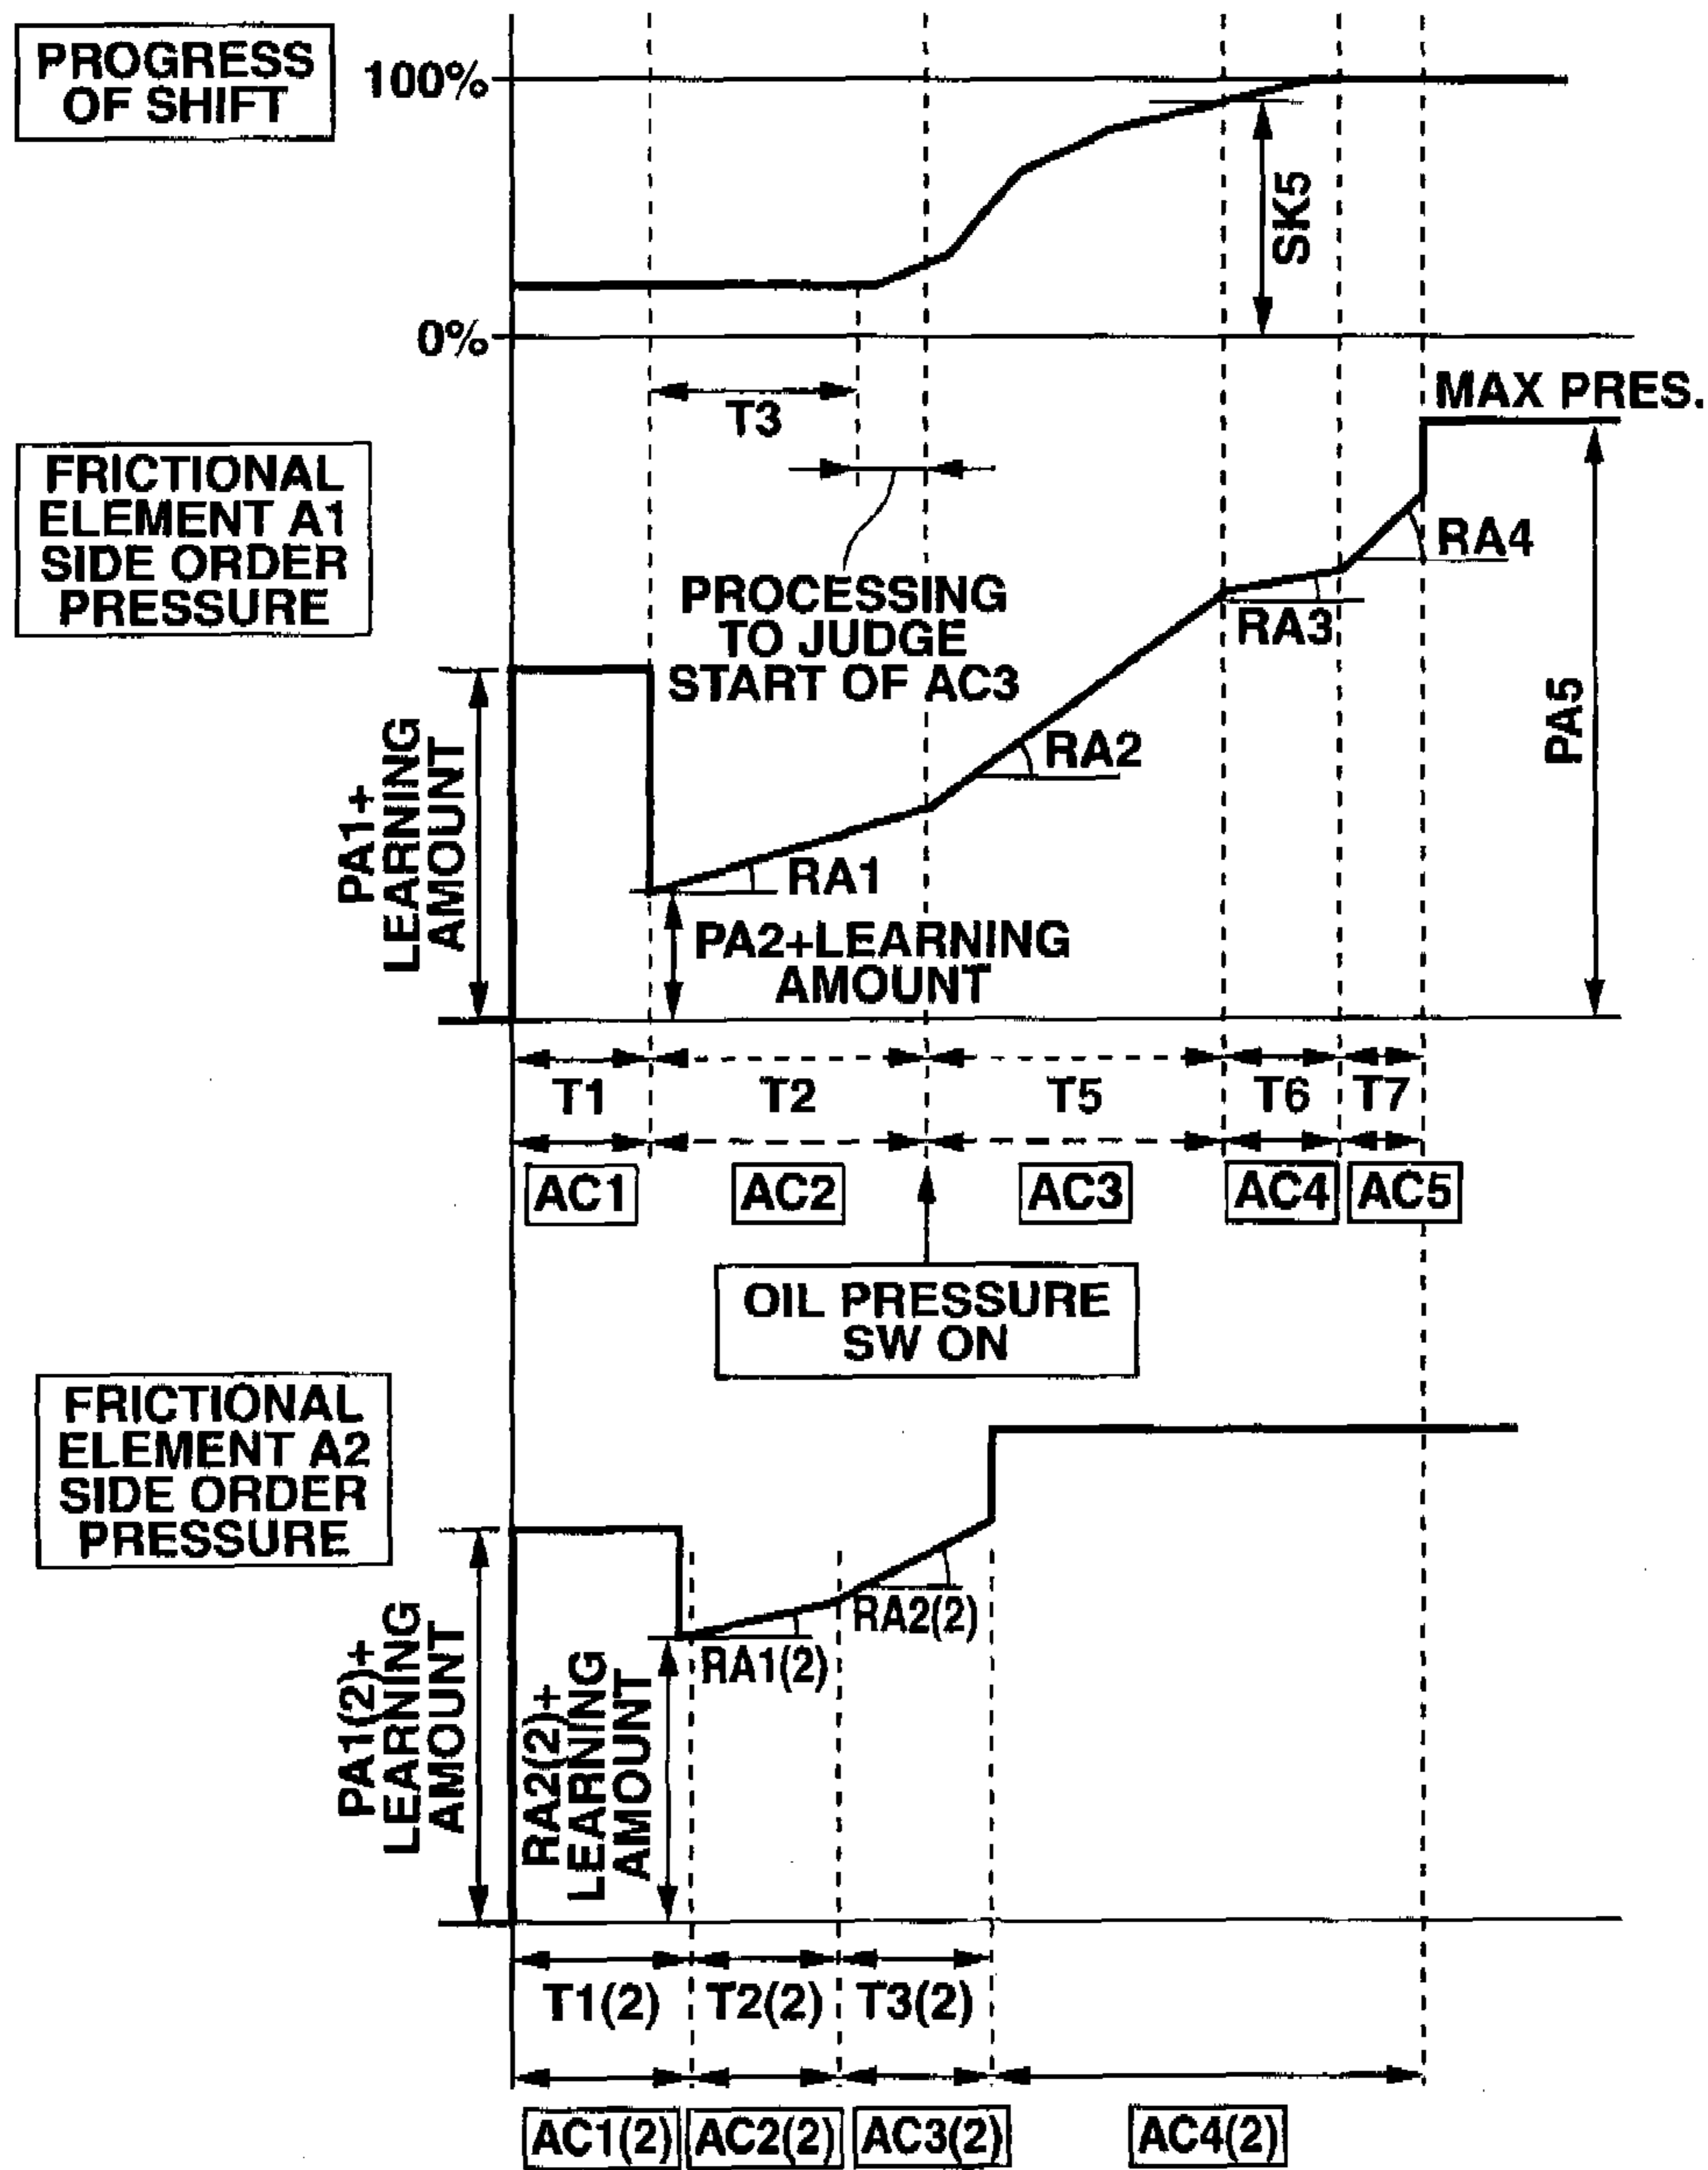 PROGRESS
OF SHIFT
100%
SK5
0%
T3
MAX PRES.
FRICTIONAL
ELEMENT A1
SIDE ORDER
PRESSURE
RA4
PROCESSING
TO JUDGE
START OF AC3
RA3
PA5
RA2
PA1+
LEARNING
AMOUNT
RA1
PA2+LEARNING
AMOUNT
T1
T2
T5
T6
T7
AC1
AC2
AC3
AC4
AC5
OIL PRESSURE
SW ON
FRICTIONAL
ELEMENT A2
SIDE ORDER
PRESSURE
RA2(2)
RA1(2)
PA1(2)+
LEARNING
AMOUNT
RA2(2)+
LEARNING
AMOUNT
T1(2)
T2(2)
T3(2)
AC1(2)
AC2(2)
AC3(2)
AC4(2)